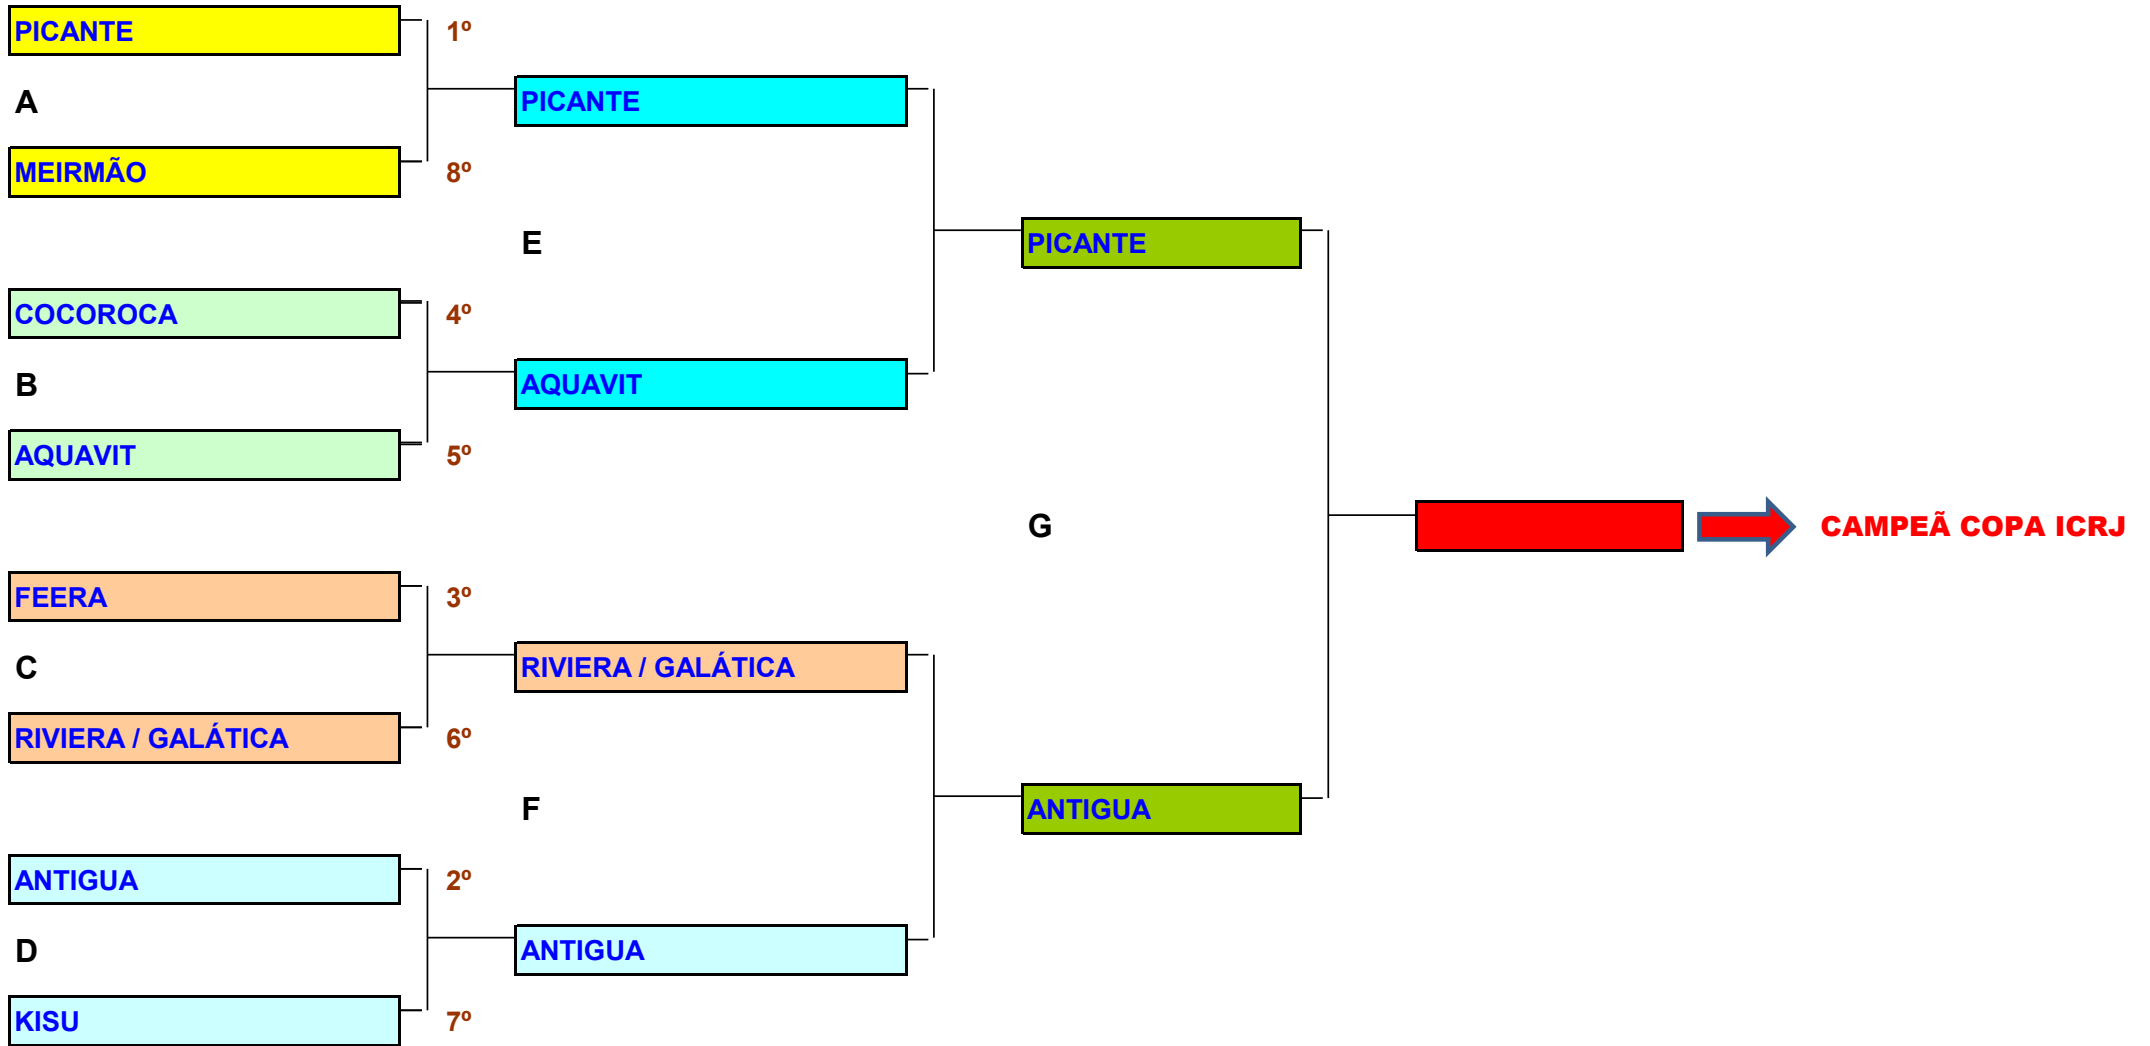 PICANTE 1º
A PICANTE
MEIRMÃO 8º
E PICANTE
COCOROCA 4º
B AQUAVIT
AQUAVIT 5º
G CAMPEÃ COPA ICRJ
FEERA 3º
C RIVIERA / GALÁTICA
RIVIERA / GALÁTICA 6º
F ANTIGUA
ANTIGUA 2º
D ANTIGUA
KISU 7º